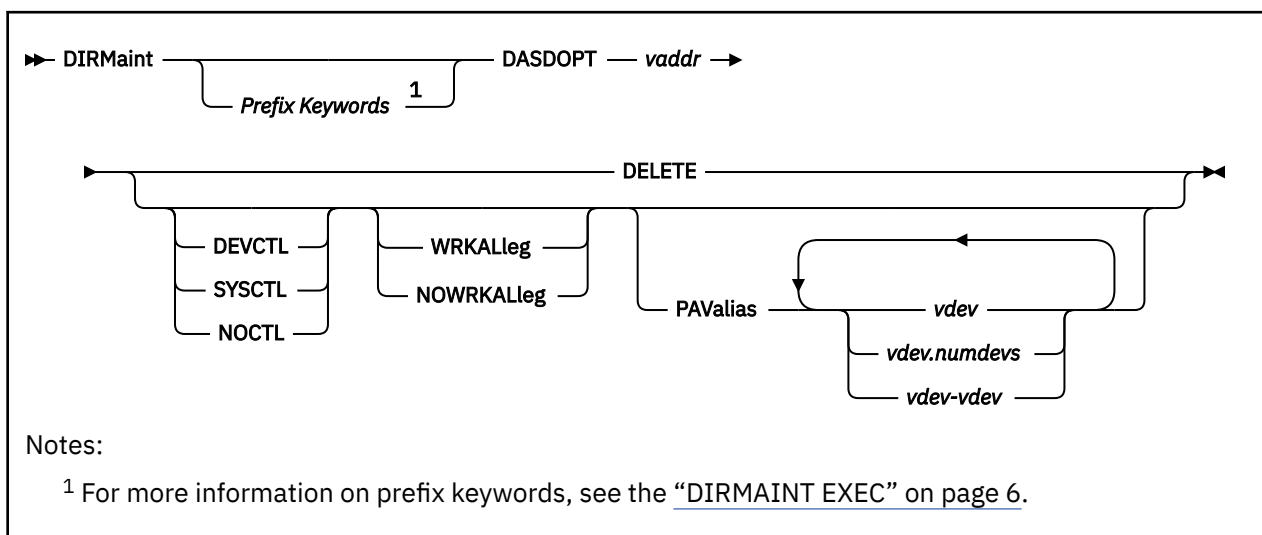 DIRMaint DASDOPT vaddr
Prefix Keywords 1
DELETE
DEVCTL WRKALleg
SYSCTL NOWRKALleg
NOCTL
PAValias vdev
vdev.numdevs
vdev-vdev
Notes:
1 For more information on prefix keywords, see the “DIRMAINT EXEC” on page 6.